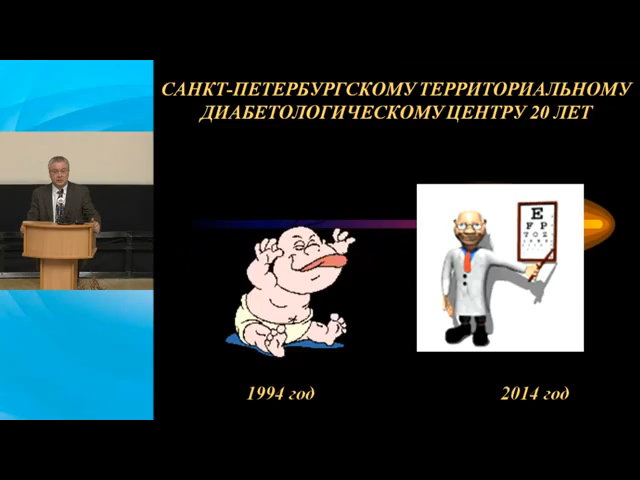 САНКТ-ПЕТЕРБУРГСКОМУ ТЕРРИТОРИАЛЬНОМУ
ДИАБЕТОЛОГИЧЕСКОМУ ЦЕНТРУ 20 ЛЕТ
E
F P
T O Z
1994 год
2014 год